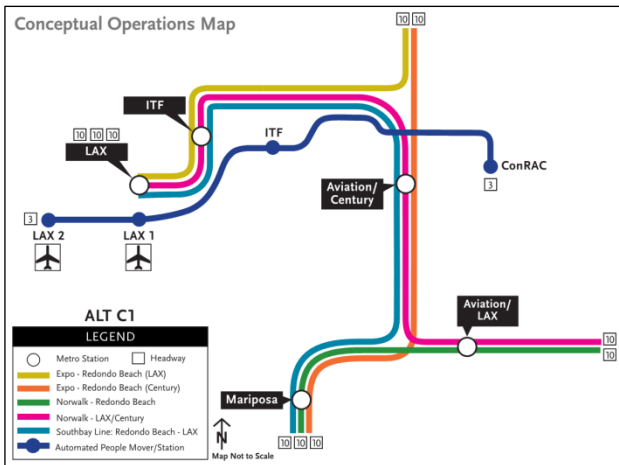 Conceptual Operations Map
10 10
ITF
10 10 10
LAX
ITF
ConRAC
3
Aviation/
Century
3
LAX 2
LAX 1
Aviation/
LAX
10
10
ALT C1
LEGEND
Metro Station
Headway
Expo - Redondo Beach (LAX)
Expo - Redondo Beach (Century)
Norwalk - Redondo Beach
Norwalk - LAX/Century
Southbay Line: Redondo Beach - LAX
Automated People Mover/Station
Mariposa
N
Map Not to Scale
10 10 10